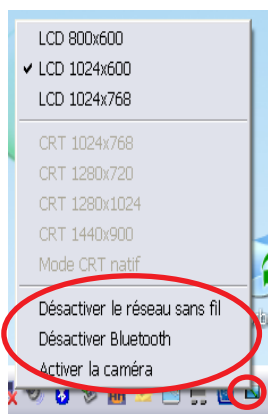 LCD 800x600
LCD 1024x600
LCD 1024x768
CRT 1024x768
CRT 1280x720
CRT 1280x1024
CRT 1440x900
Mode CRT natif
Désactiver le réseau sans fil
Désactiver Bluetooth
Activer la caméra